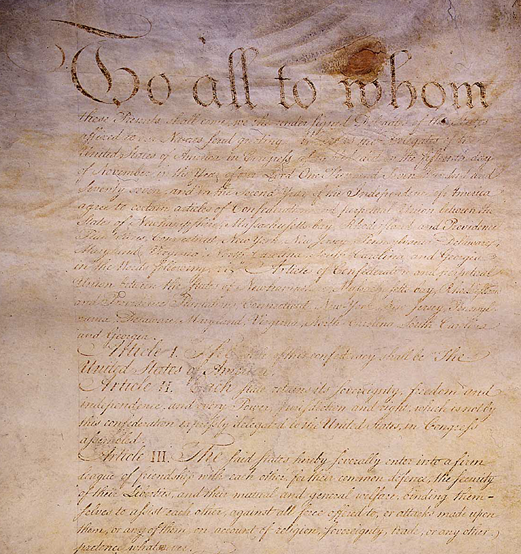 To all to whom
these Presents shall come, we the under signed Delegates of the States
affixed to our Names send greeting. Whereas the Delegates of the
United States of America in Congress assembled did on the fifteenth day
of November in the Year of our Lord One Thousand Seven Hundred and
Seventy seven, and in the Second Year of the Independence of America
agree to certain articles of Confederation and perpetual Union between the
States of Newhampshire, Massachusetts-bay, Rhodeisland and Providence
Plantations, Connecticut, New York, New Jersey, Pennsylvania, Delaware,
Maryland, Virginia, North-Carolina, South-Carolina, and Georgia
in the Words following, viz. Articles of Confederation and perpetual
Union between the States of Newhampshire, Massachusetts-bay, Rhodeisland
and Providence Plantations, Connecticut, New-York, New-Jersey, Pennsyl-
vania, Delaware, Maryland, Virginia, North-Carolina, South-Carolina
and Georgia.
Article I. The Stile of this confederacy shall be "The
United States of America."
Article II. Each state retains its sovereignty, freedom and
independence, and every Power, Jurisdiction and right, which is not by
this confederation expressly delegated to the United States, in Congress
assembled.
Article III. The said states hereby severally enter into a firm
league of friendship with each other, for their common defence, the security
of their Liberties, and their mutual and general welfare, binding them-
selves to assist each other, against all force offered to, or attacks made upon
them, or any of them, on account of religion, sovereignty, trade, or any other
pretence whatever.